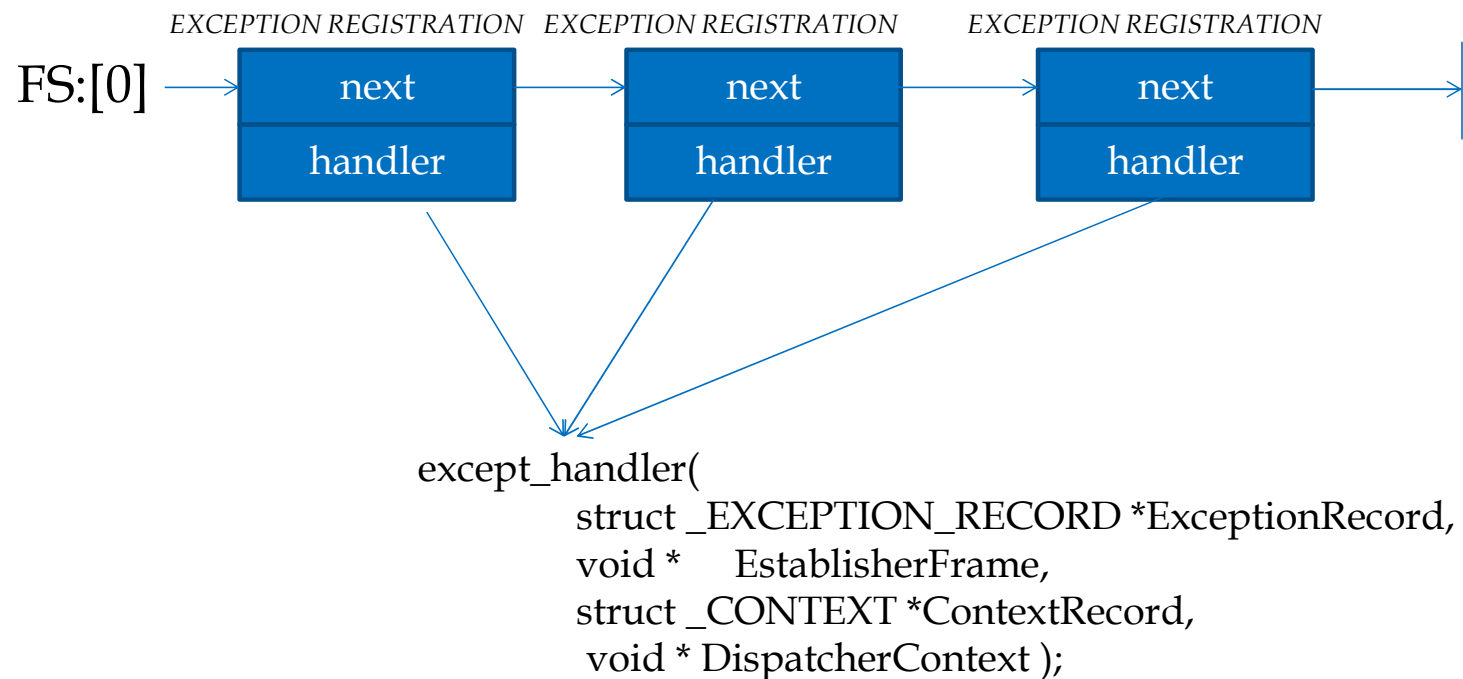 EXCEPTION REGISTRATION EXCEPTION REGISTRATION EXCEPTION REGISTRATION
FS:[0] next next next
handler handler handler
except_handler(
struct _EXCEPTION_RECORD *ExceptionRecord,
void * EstablisherFrame,
struct _CONTEXT *ContextRecord,
void * DispatcherContext );